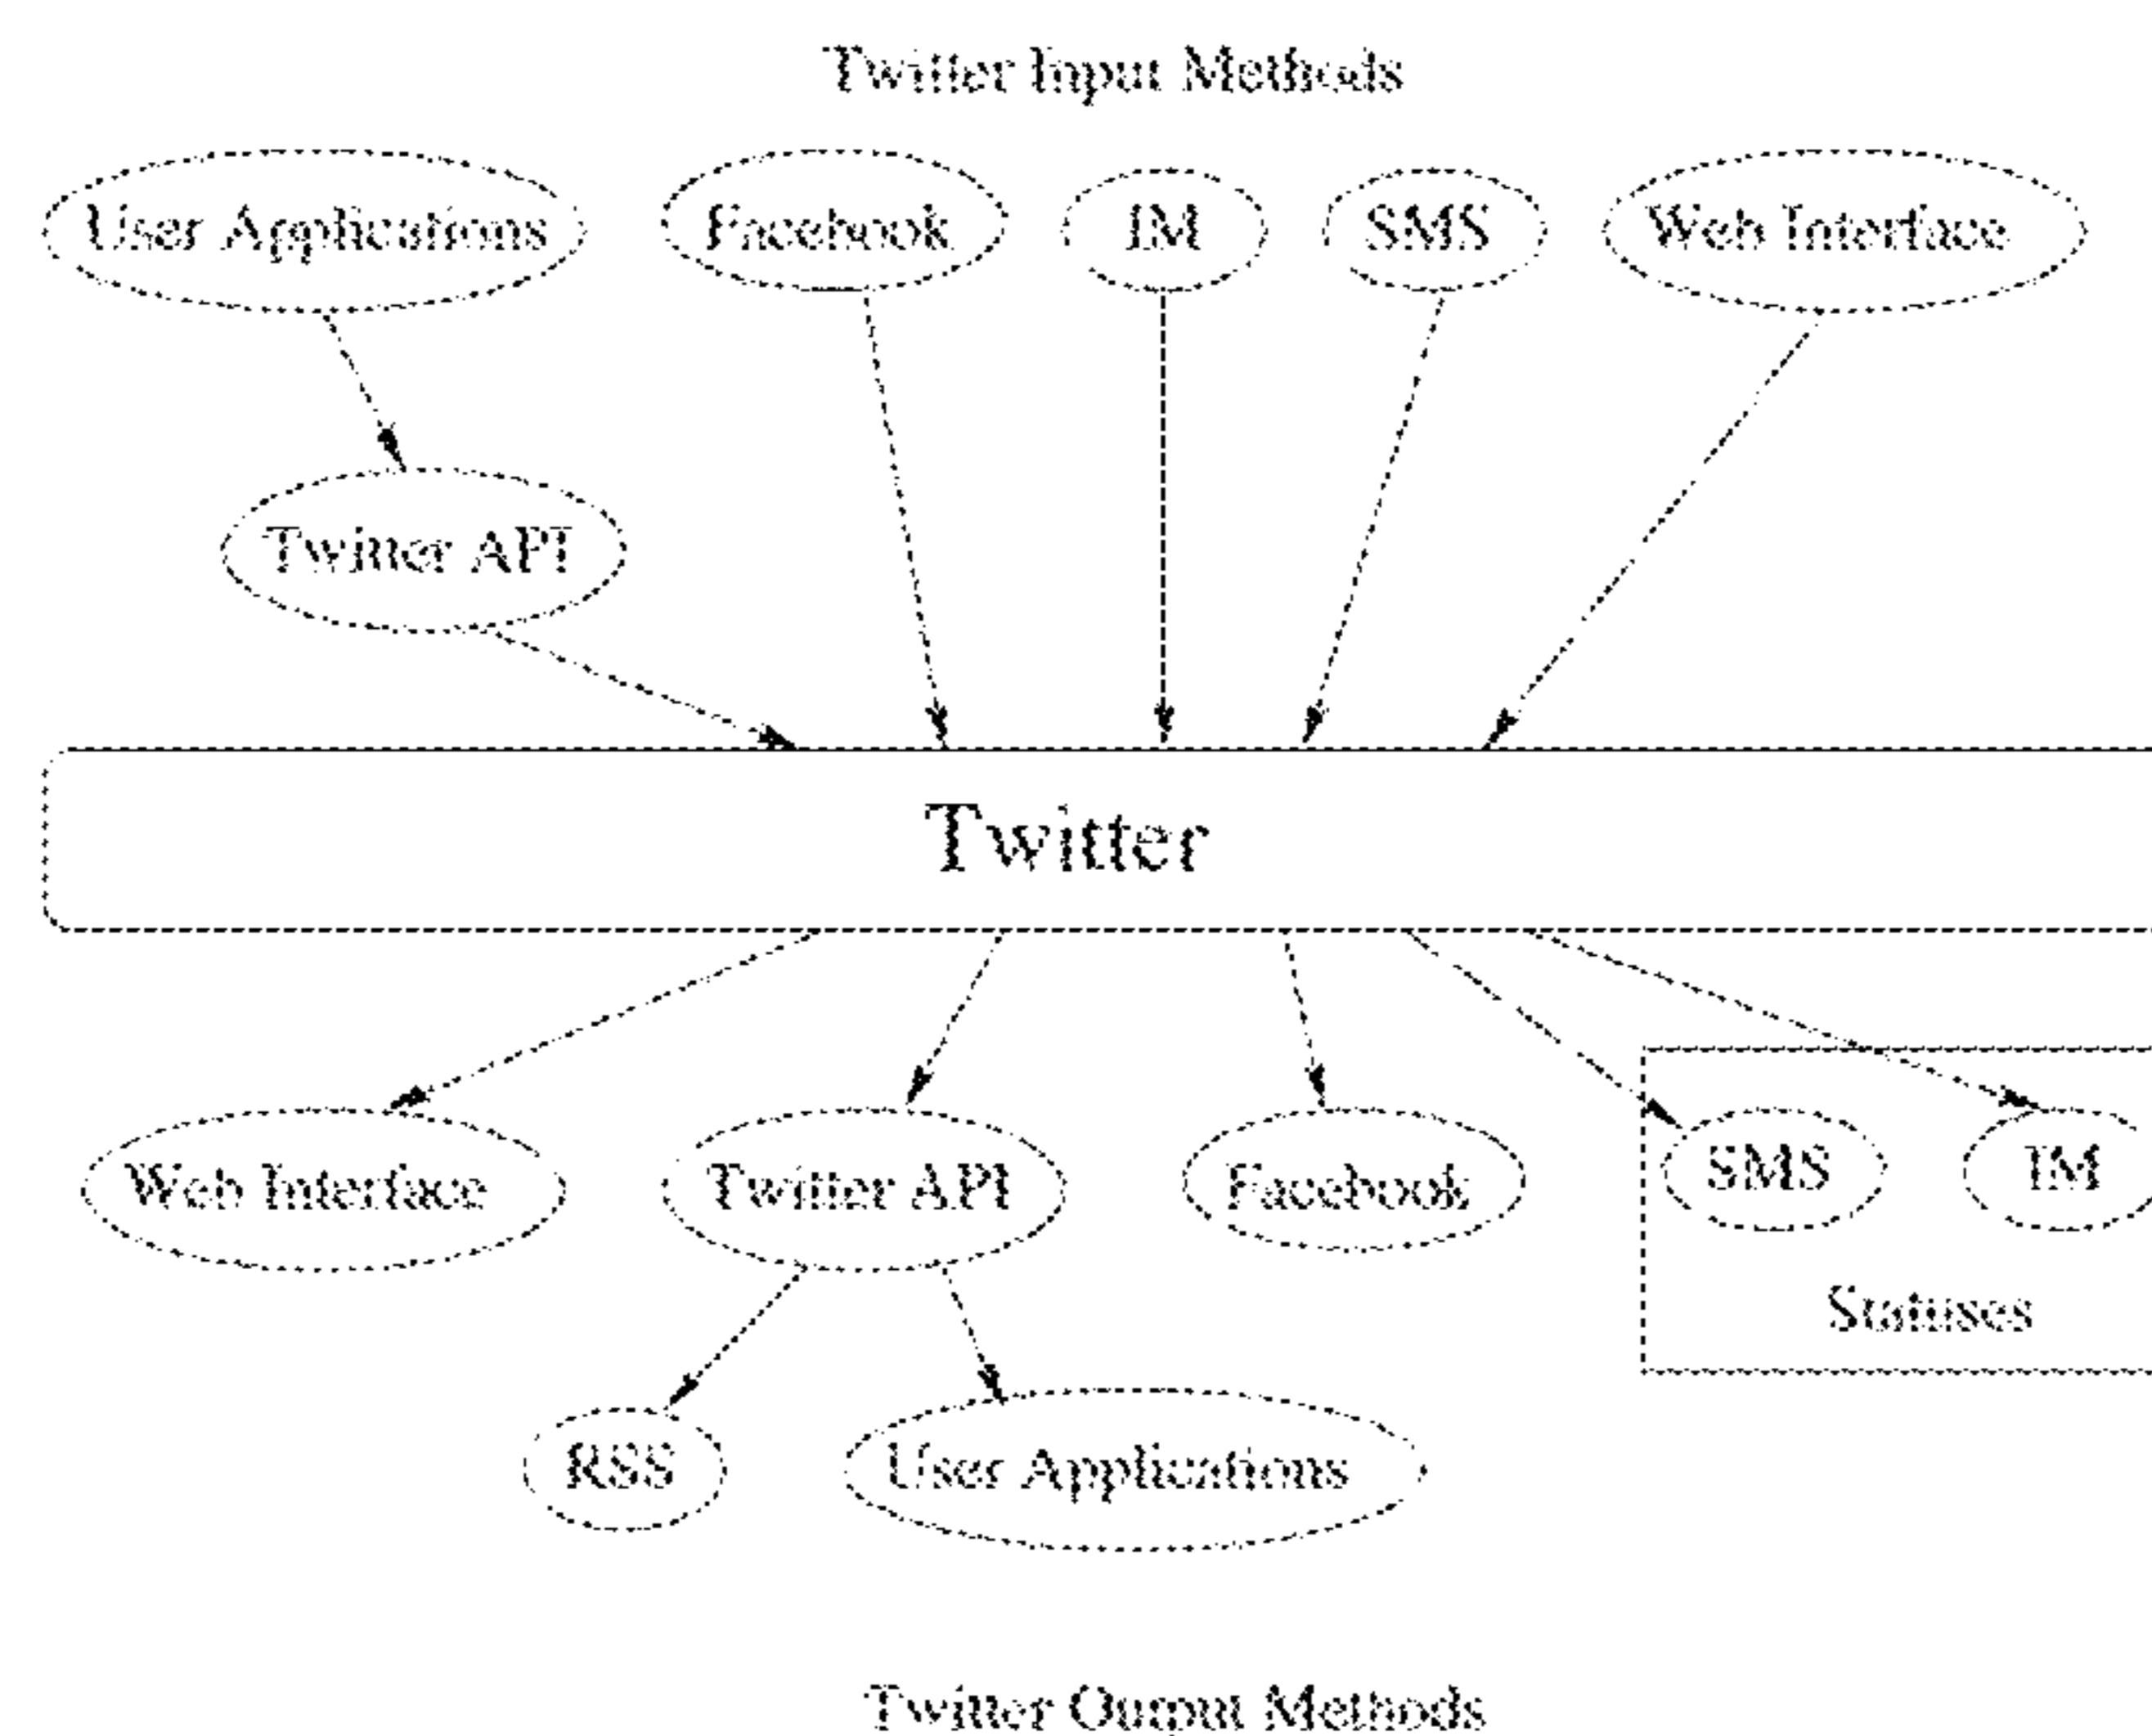 Twitter Input Methods
User Applications Facebook IM SMS Web Interface
Twitter API
Twitter
Web Interface Twitter API Facebook SMS IM
Statuses
RSS User Applications
Twitter Output Methods